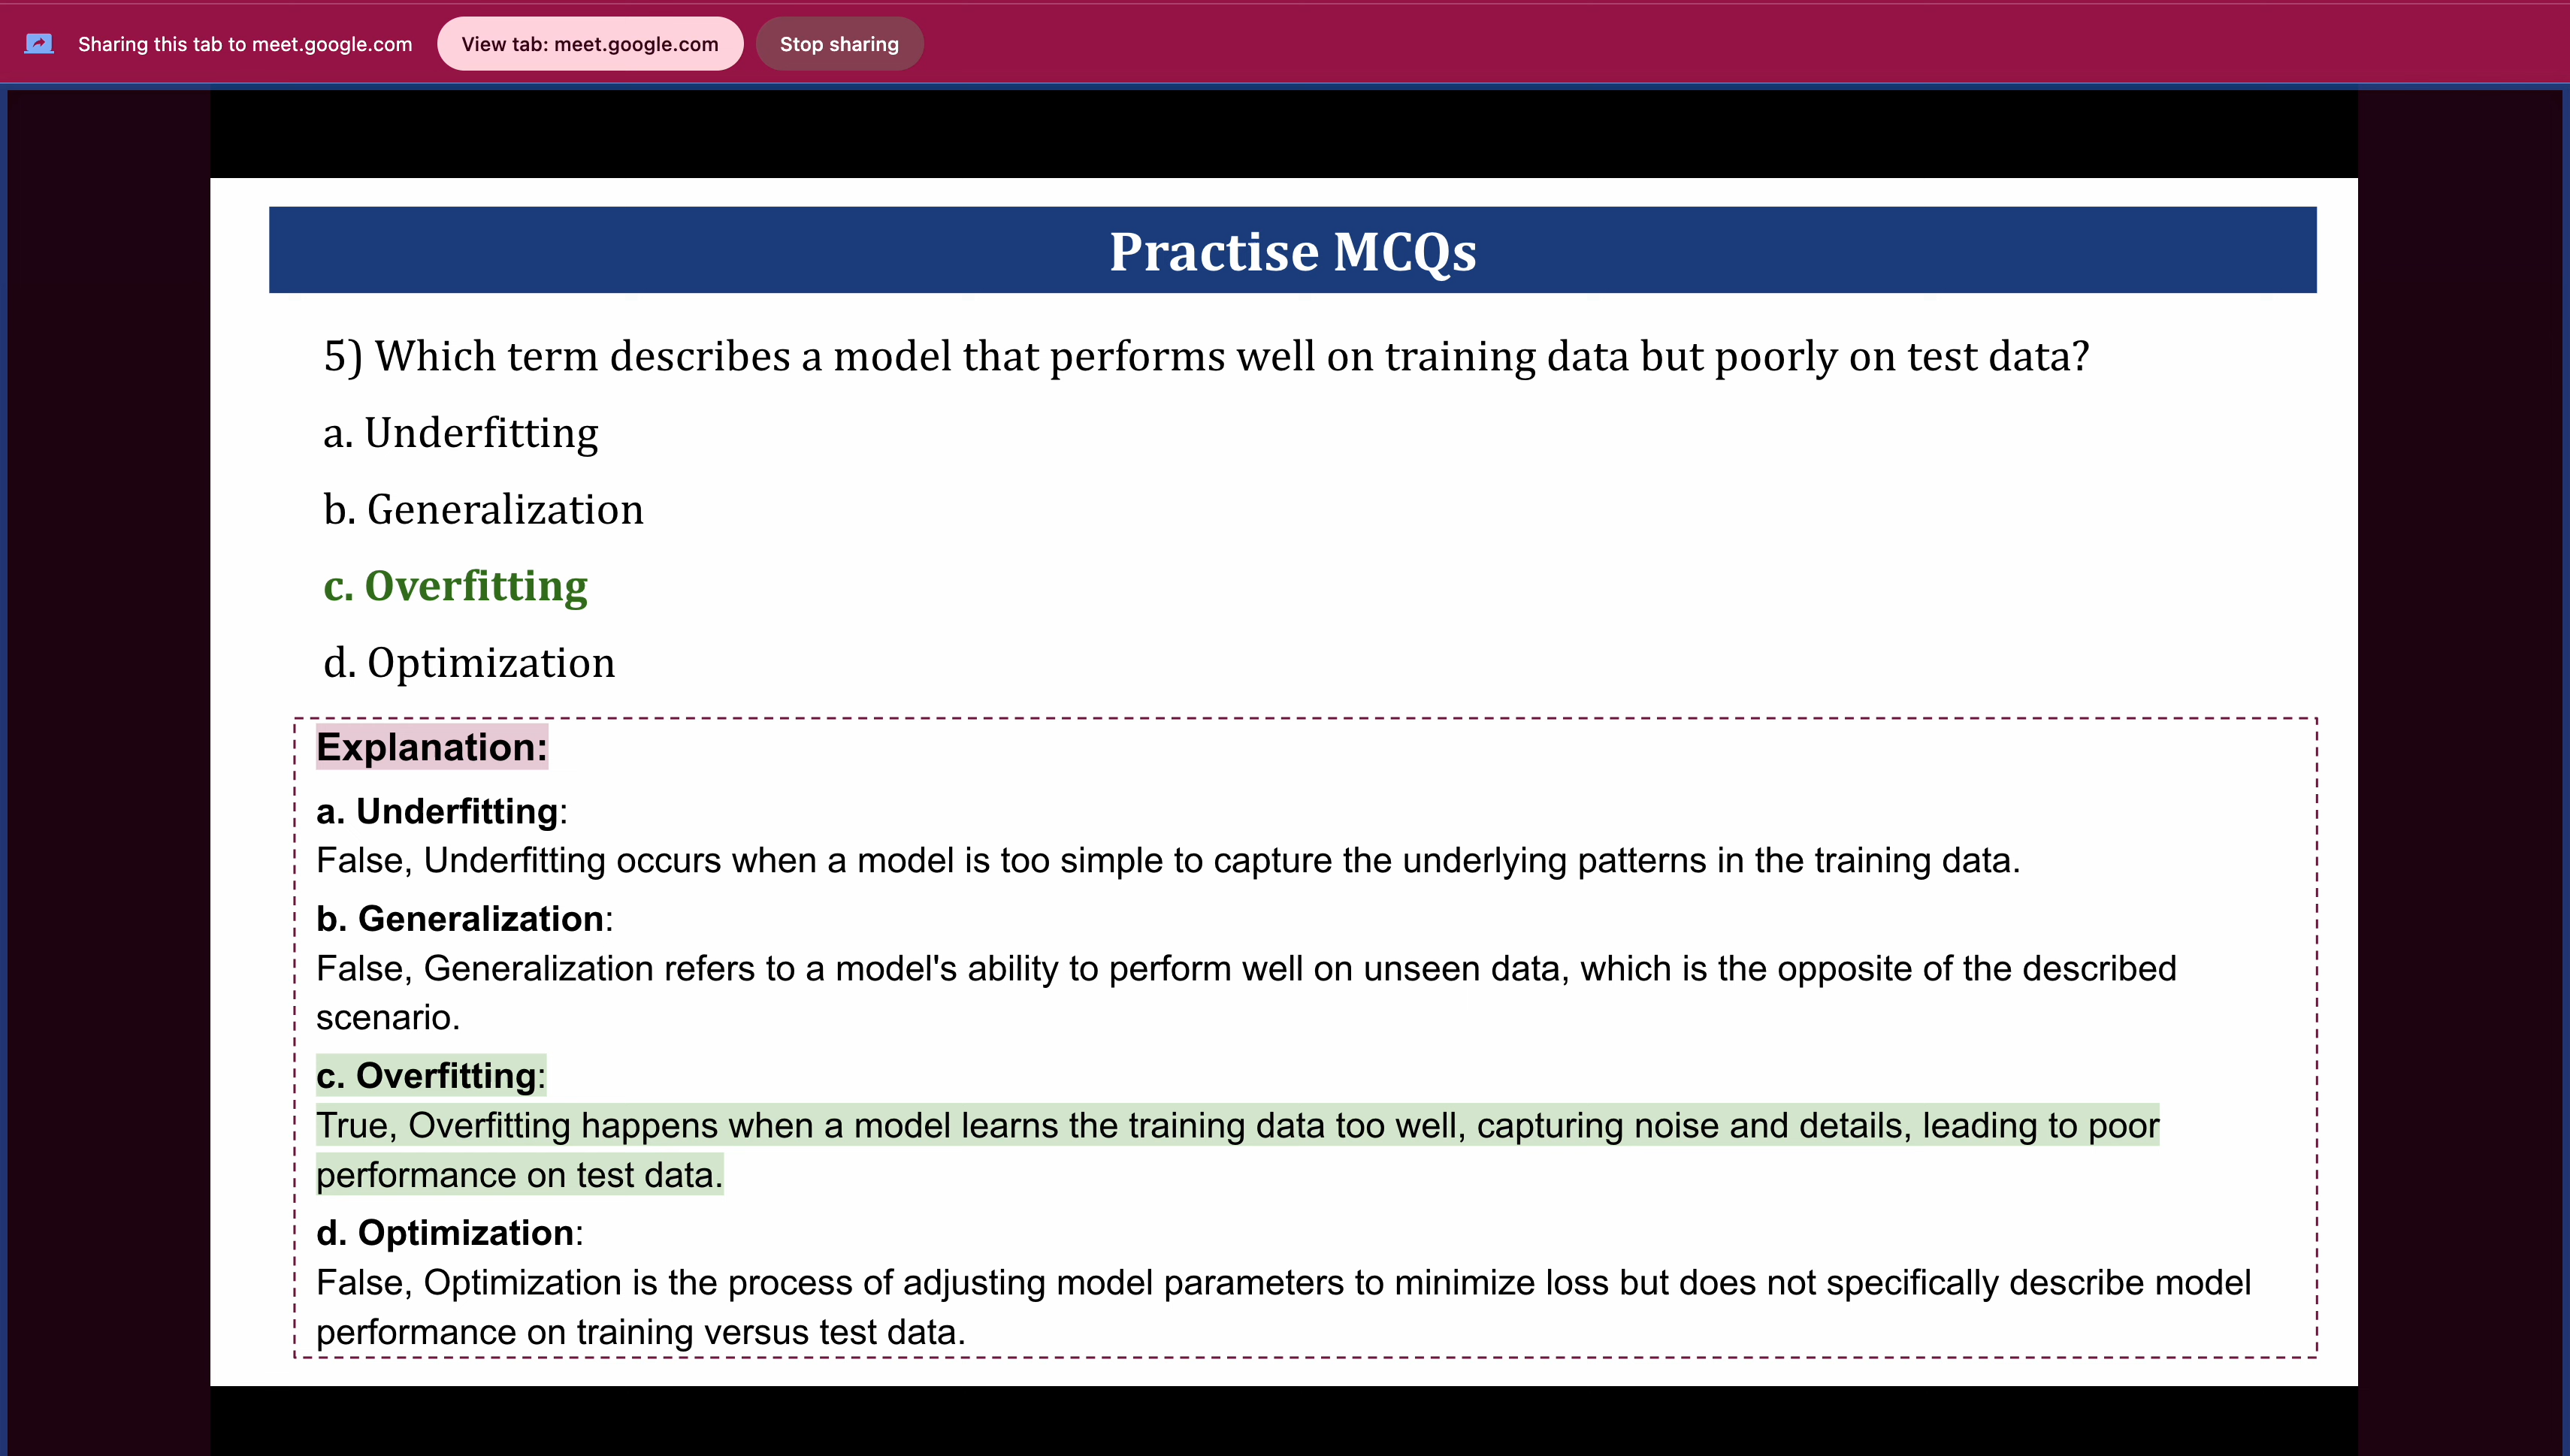 Sharing this tab to meet.google.com View tab: meet.google.com Stop sharing
Practise MCQs
5) Which term describes a model that performs well on training data but poorly on test data?
a. Underfitting
b. Generalization
c. Overfitting
d. Optimization
Explanation:
a. Underfitting:
False, Underfitting occurs when a model is too simple to capture the underlying patterns in the training data.
b. Generalization:
False, Generalization refers to a model's ability to perform well on unseen data, which is the opposite of the described
scenario.
c. Overfitting:
True, Overfitting happens when a model learns the training data too well, capturing noise and details, leading to poor
performance on test data.
d. Optimization:
False, Optimization is the process of adjusting model parameters to minimize loss but does not specifically describe model
performance on training versus test data.